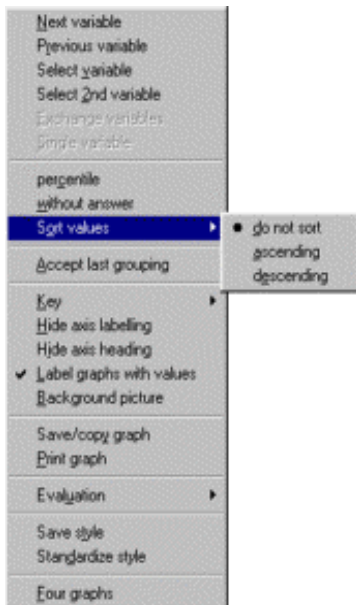 Next variable
Previous variable
Select variable
Select 2nd variable
Exchange variables
Single variable
percentile
without answer
Sort values
do not sort
ascending
descending
Accept last grouping
Key
Hide axis labelling
Hide axis heading
Label graphs with values
Background picture
Save/copy graph
Print graph
Evaluation
Save style
Standardize style
Four graphs